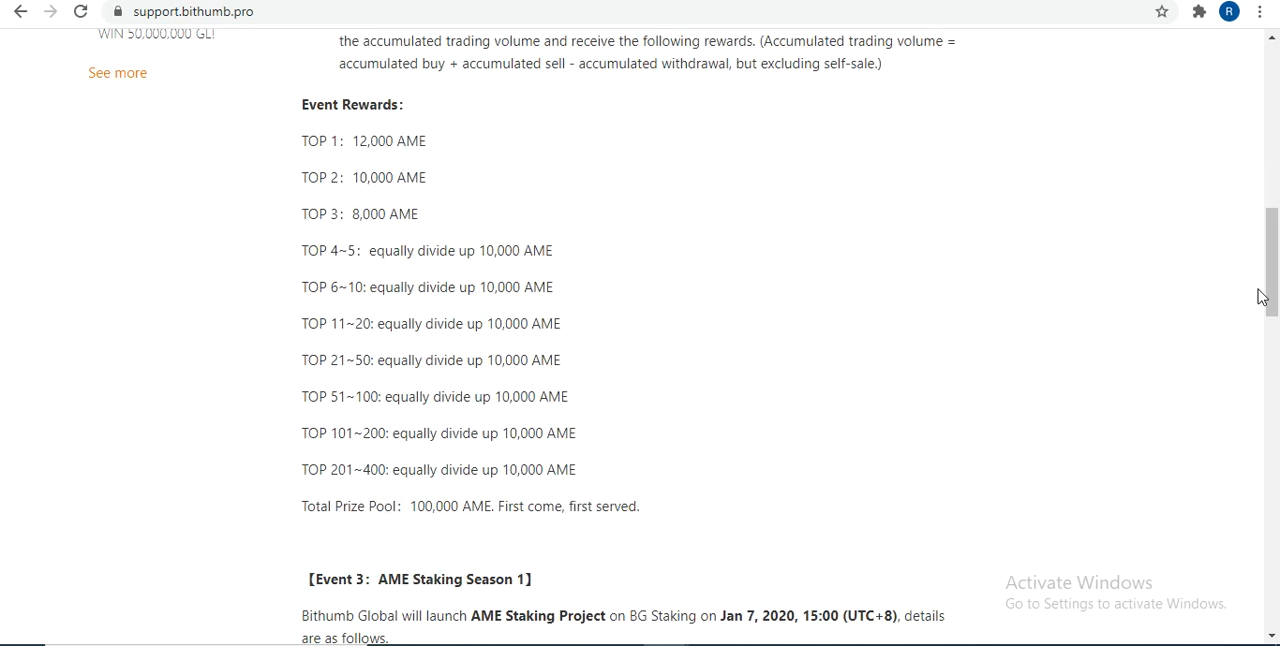 support.bithumb.pro
R
WIN 50,000,000 GL!
See more
the accumulated trading volume and receive the following rewards. (Accumulated trading volume =
accumulated buy + accumulated sell - accumulated withdrawal, but excluding self-sale.)
Event Rewards:
TOP 1: 12,000 AME
TOP 2: 10,000 AME
TOP 3: 8,000 AME
TOP 4~5: equally divide up 10,000 AME
TOP 6~10: equally divide up 10,000 AME
TOP 11~20: equally divide up 10,000 AME
TOP 21~50: equally divide up 10,000 AME
TOP 51~100: equally divide up 10,000 AME
TOP 101~200: equally divide up 10,000 AME
TOP 201~400: equally divide up 10,000 AME
Total Prize Pool: 100,000 AME. First come, first served.
【Event 3: AME Staking Season 1】
Bithumb Global will launch AME Staking Project on BG Staking on Jan 7, 2020, 15:00 (UTC+8), details
are as follows.
Activate Windows
Go to Settings to activate Windows.